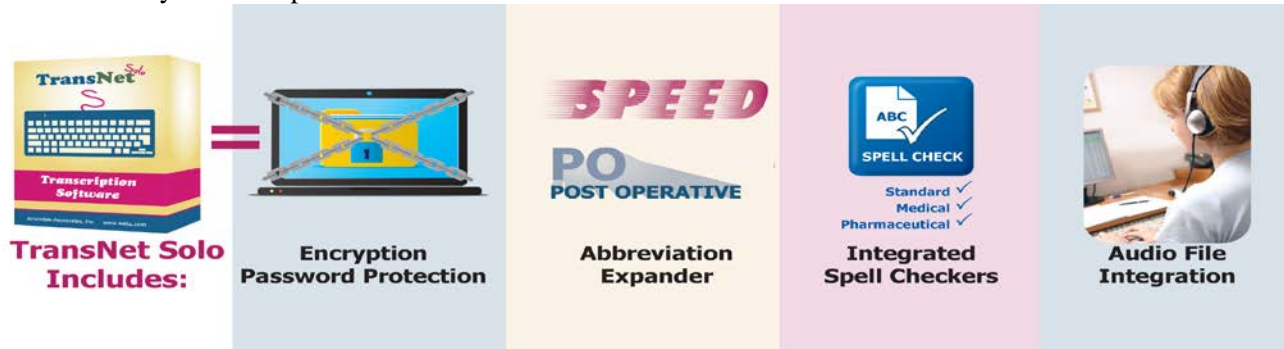 TransNet Solo
Transcription
Software
TransNet Solo
Includes:
Encryption
Password Protection
SPEED
PO
POST OPERATIVE
Abbreviation
Expander
ABC
SPELL CHECK
Standard ✓
Medical ✓
Pharmaceutical ✓
Integrated
Spell Checkers
Audio File
Integration